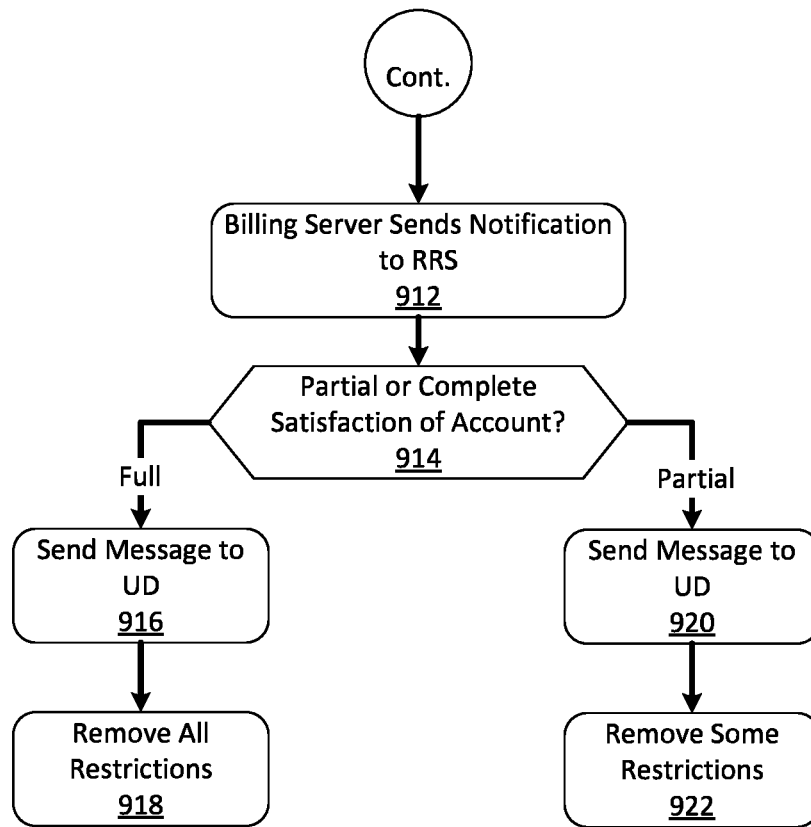 Cont.
Billing Server Sends Notification
to RRS
912
Partial or Complete
Satisfaction of Account?
914
Full
Partial
Send Message to
UD
916
Send Message to
UD
920
Remove All
Restrictions
918
Remove Some
Restrictions
922